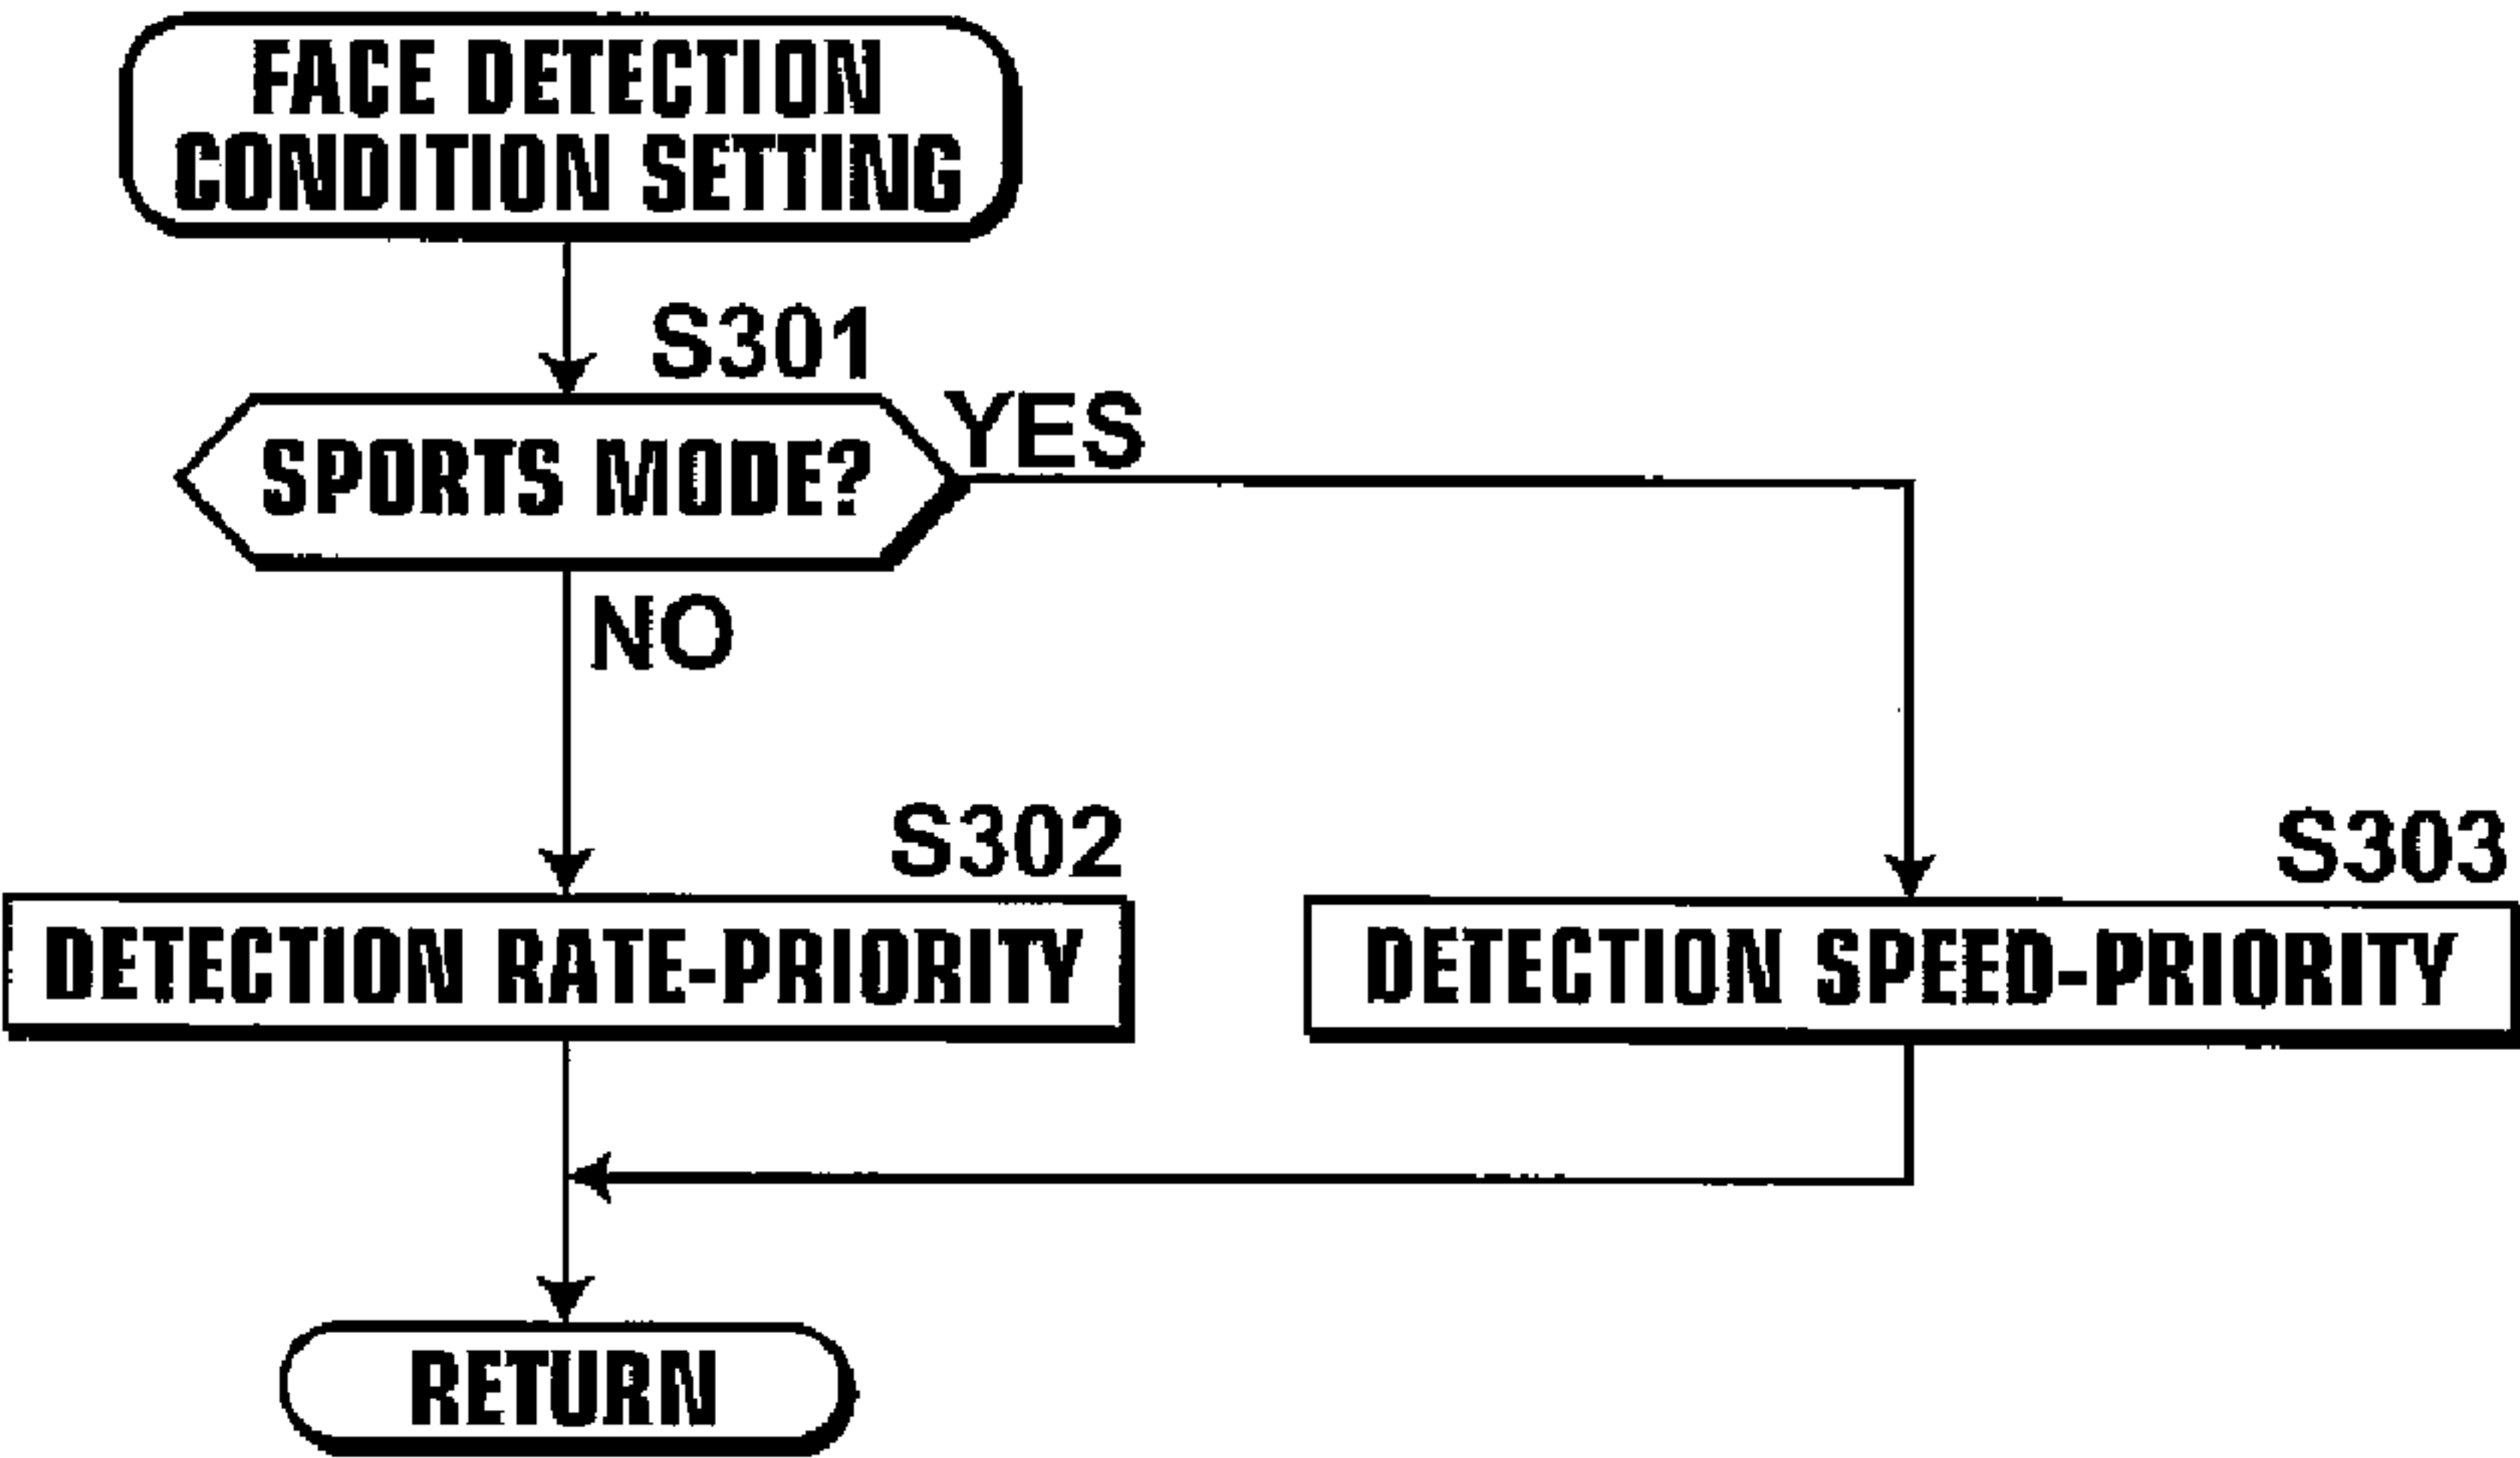 FACE DETECTION
CONDITION SETTING
S301
SPORTS MODE?
YES
NO
S302
DETECTION RATE-PRIORITY
S303
DETECTION SPEED-PRIORITY
RETURN